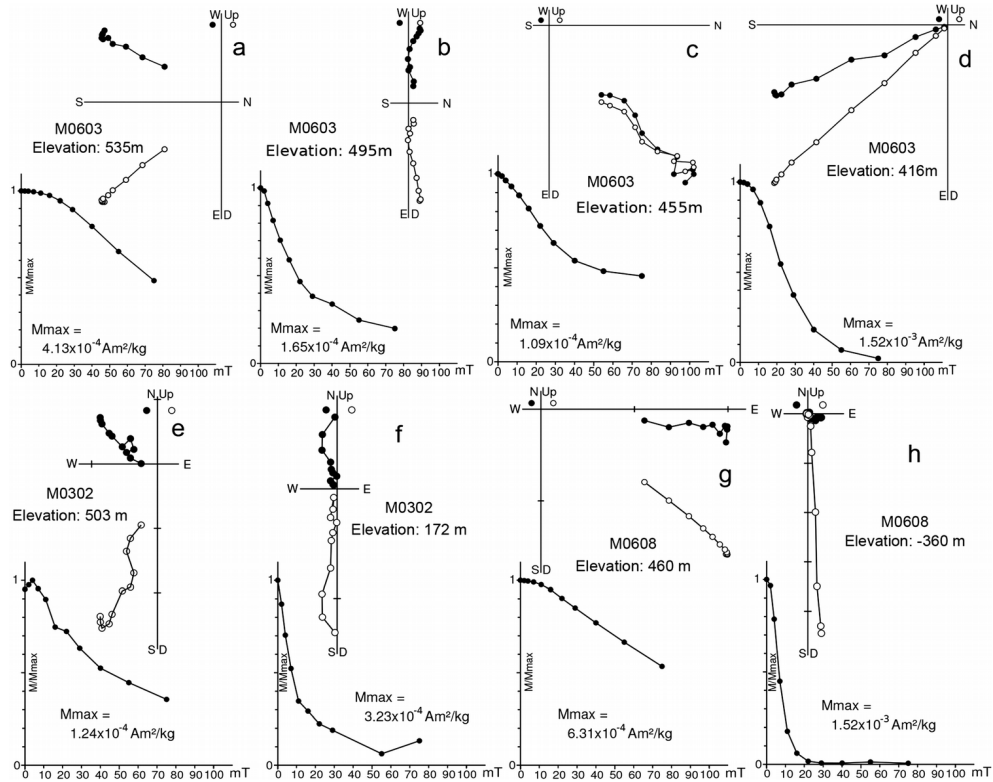 W Up
a
S N
M0603
Elevation: 535m
E D
1
M/Mmax
Mmax =
4.13x10⁻⁴ Am²/kg
0
0 10 20 30 40 50 60 70 80 90 100 mT
W Up
b
S N
M0603
Elevation: 495m
E D
1
M/Mmax
Mmax =
1.65x10⁻⁴ Am²/kg
0
0 10 20 30 40 50 60 70 80 90 100 mT
W Up
S N
c
E D
M0603
Elevation: 455m
1
M/Mmax
Mmax =
1.09x10⁻⁴ Am²/kg
0
0 10 20 30 40 50 60 70 80 90 100 mT
W Up
S N
d
M0603
Elevation: 416m
E D
1
M/Mmax
Mmax =
1.52x10⁻³ Am²/kg
0
0 10 20 30 40 50 60 70 80 90 100 mT
N Up
e
W E
M0302
Elevation: 503 m
S D
1
M/Mmax
Mmax =
1.24x10⁻⁴ Am²/kg
0
0 10 20 30 40 50 60 70 80 90 100 mT
N Up
f
W E
M0302
Elevation: 172 m
S D
1
M/Mmax
Mmax =
3.23x10⁻⁴ Am²/kg
0
0 10 20 30 40 50 60 70 80 90 100 mT
N Up
W E
g
M0608
Elevation: 460 m
S D
1
M/Mmax
Mmax =
6.31x10⁻⁴ Am²/kg
0
0 10 20 30 40 50 60 70 80 90 100 mT
N Up
W E
h
M0608
Elevation: -360 m
S D
1
M/Mmax
Mmax =
1.52x10⁻³ Am²/kg
0
0 10 20 30 40 50 60 70 80 90 100 mT